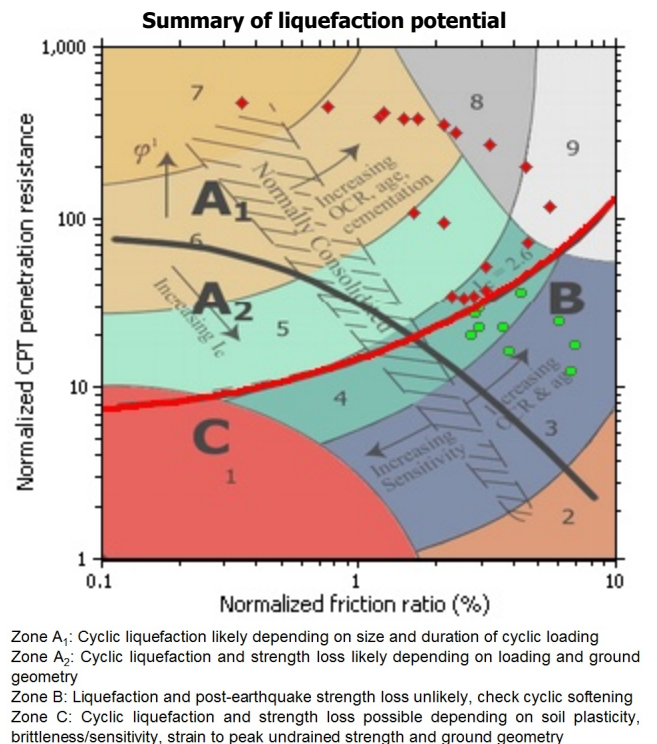 Summary of liquefaction potential
1,000
100
10
1
0.1
1
10
Normalized CPT penetration resistance
Normalized friction ratio (%)
7
8
9
φ'
A1
Increasing
OCR, age,
cementation
Normally Consolidated
6
A2
Increasing Ic
5
= 2,6
B
4
Increasing
OCR & age
3
C
1
Increasing
Sensitivity
2
Zone A1: Cyclic liquefaction likely depending on size and duration of cyclic loading
Zone A2: Cyclic liquefaction and strength loss likely depending on loading and ground
geometry
Zone B: Liquefaction and post-earthquake strength loss unlikely, check cyclic softening
Zone C: Cyclic liquefaction and strength loss possible depending on soil plasticity,
brittleness/sensitivity, strain to peak undrained strength and ground geometry